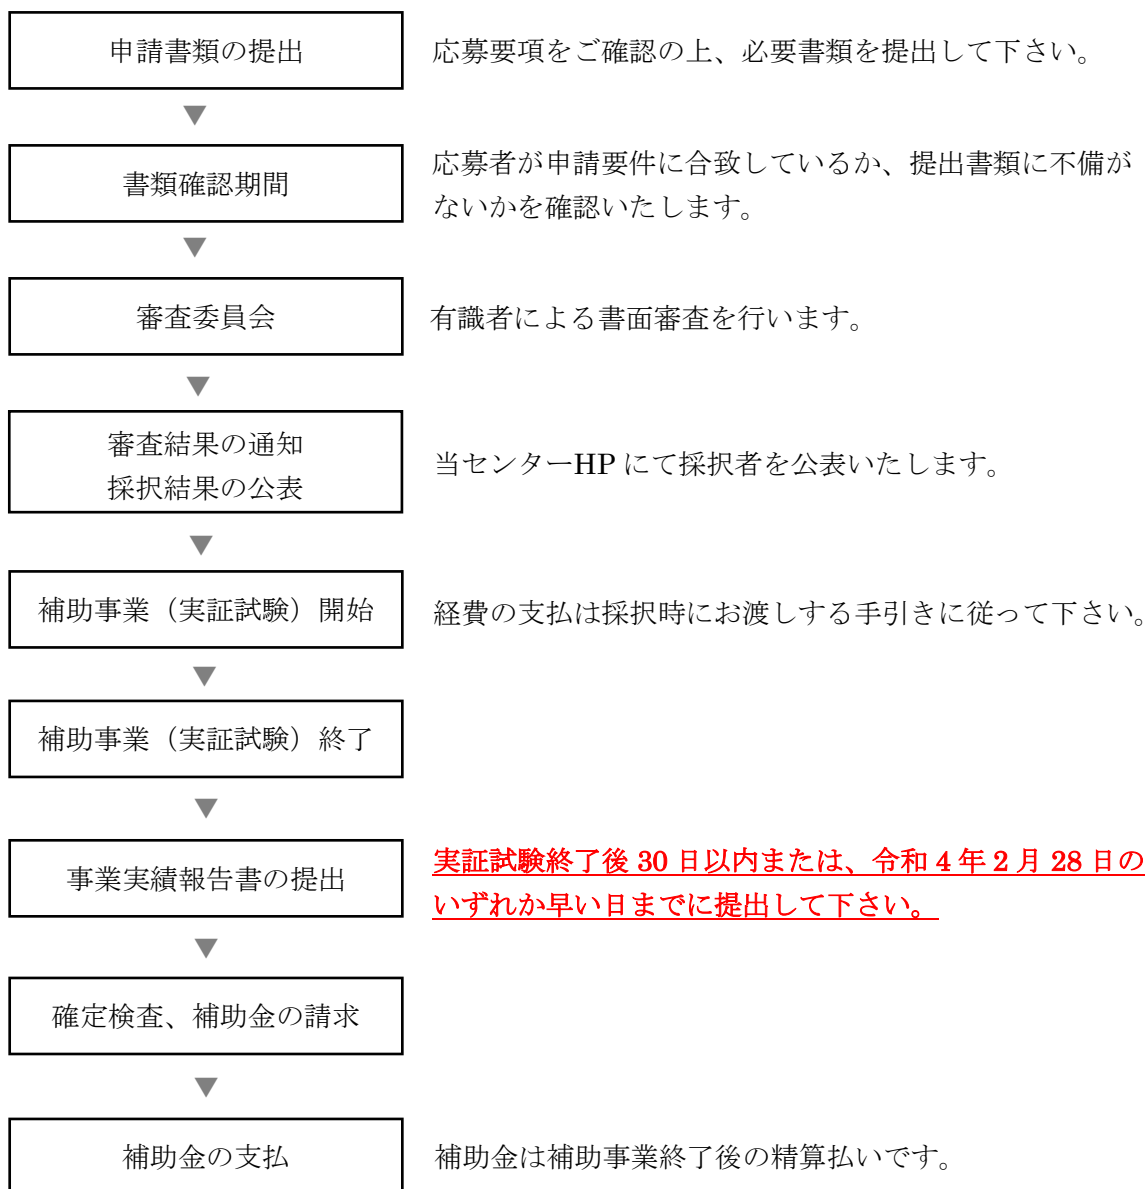 申請書類の提出
応募要項をご確認の上、必要書類を提出して下さい。
▼
書類確認期間
応募者が申請要件に合致しているか、提出書類に不備が
ないかを確認いたします。
▼
審査委員会
有識者による書面審査を行います。
▼
審査結果の通知
採択結果の公表
当センターHP にて採択者を公表いたします。
▼
補助事業（実証試験）開始
経費の支払は採択時にお渡しする手引きに従って下さい。
▼
補助事業（実証試験）終了
▼
事業実績報告書の提出
実証試験終了後 30 日以内または、令和 4 年 2 月 28 日の
いずれか早い日までに提出して下さい。
▼
確定検査、補助金の請求
▼
補助金の支払
補助金は補助事業終了後の精算払いです。